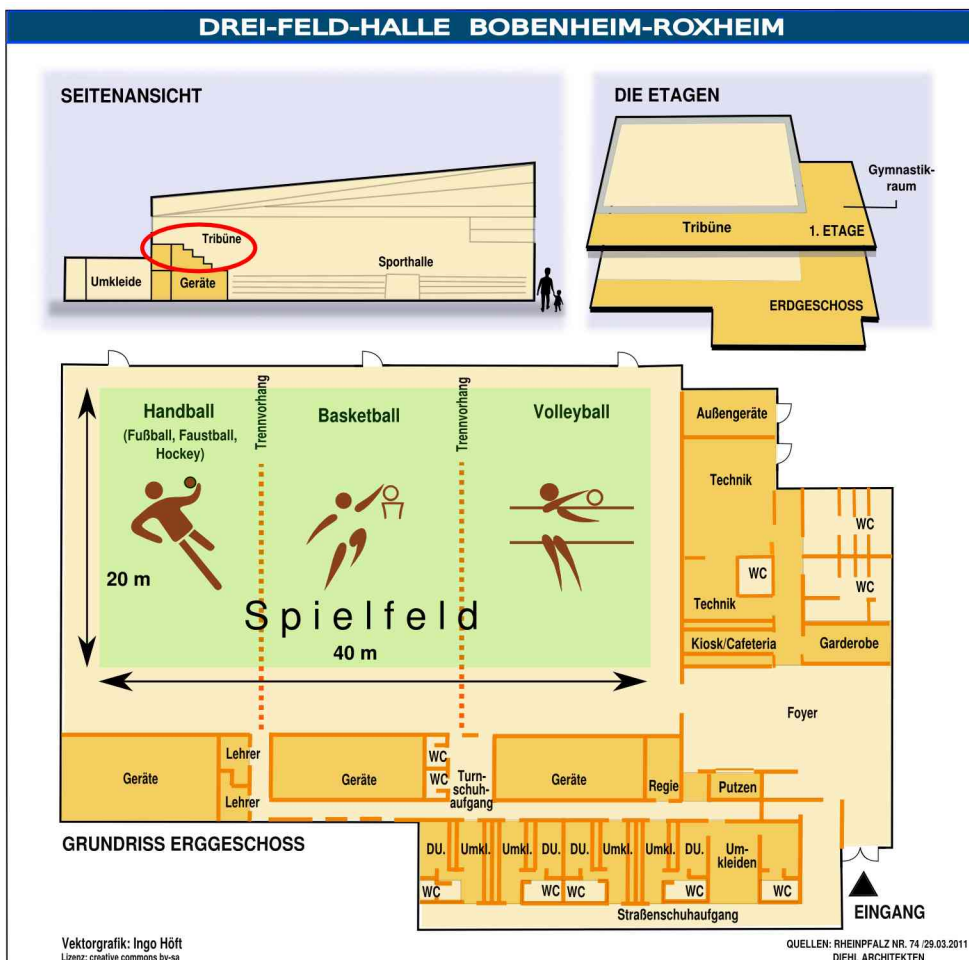 DREI-FELD-HALLE BOBENHEIM-ROXHEIM
SEITENANSICHT
Tribüne
Umkleide
Geräte
Sporthalle
DIE ETAGEN
Gymnastik-
raum
Tribüne
1. ETAGE
ERDGESCHOSS
Handball
(Fußball, Faustball,
Hockey)
Trennvorhang
Basketball
Trennvorhang
Volleyball
20 m
Spielfeld
40 m
Außengeräte
Technik
WC
WC
WC
Technik
Kiosk/Cafeteria
Garderobe
Foyer
Geräte
Lehrer
Lehrer
Geräte
WC
WC
Turn-
schuh-
aufgang
Geräte
Regie
Putzen
GRUNDRISS ERGGESCHOSS
DU.
Umkl.
Umkl.
DU.
DU.
Umkl.
Umkl.
DU.
Um-
kleiden
WC
WC
WC
WC
WC
Straßenschuhaufgang
EINGANG
Vektorgrafik: Ingo Höft
Lizenz: creative commons by-sa
QUELLEN: RHEINPFALZ NR. 74 /29.03.2011
DIEHL ARCHITEKTEN